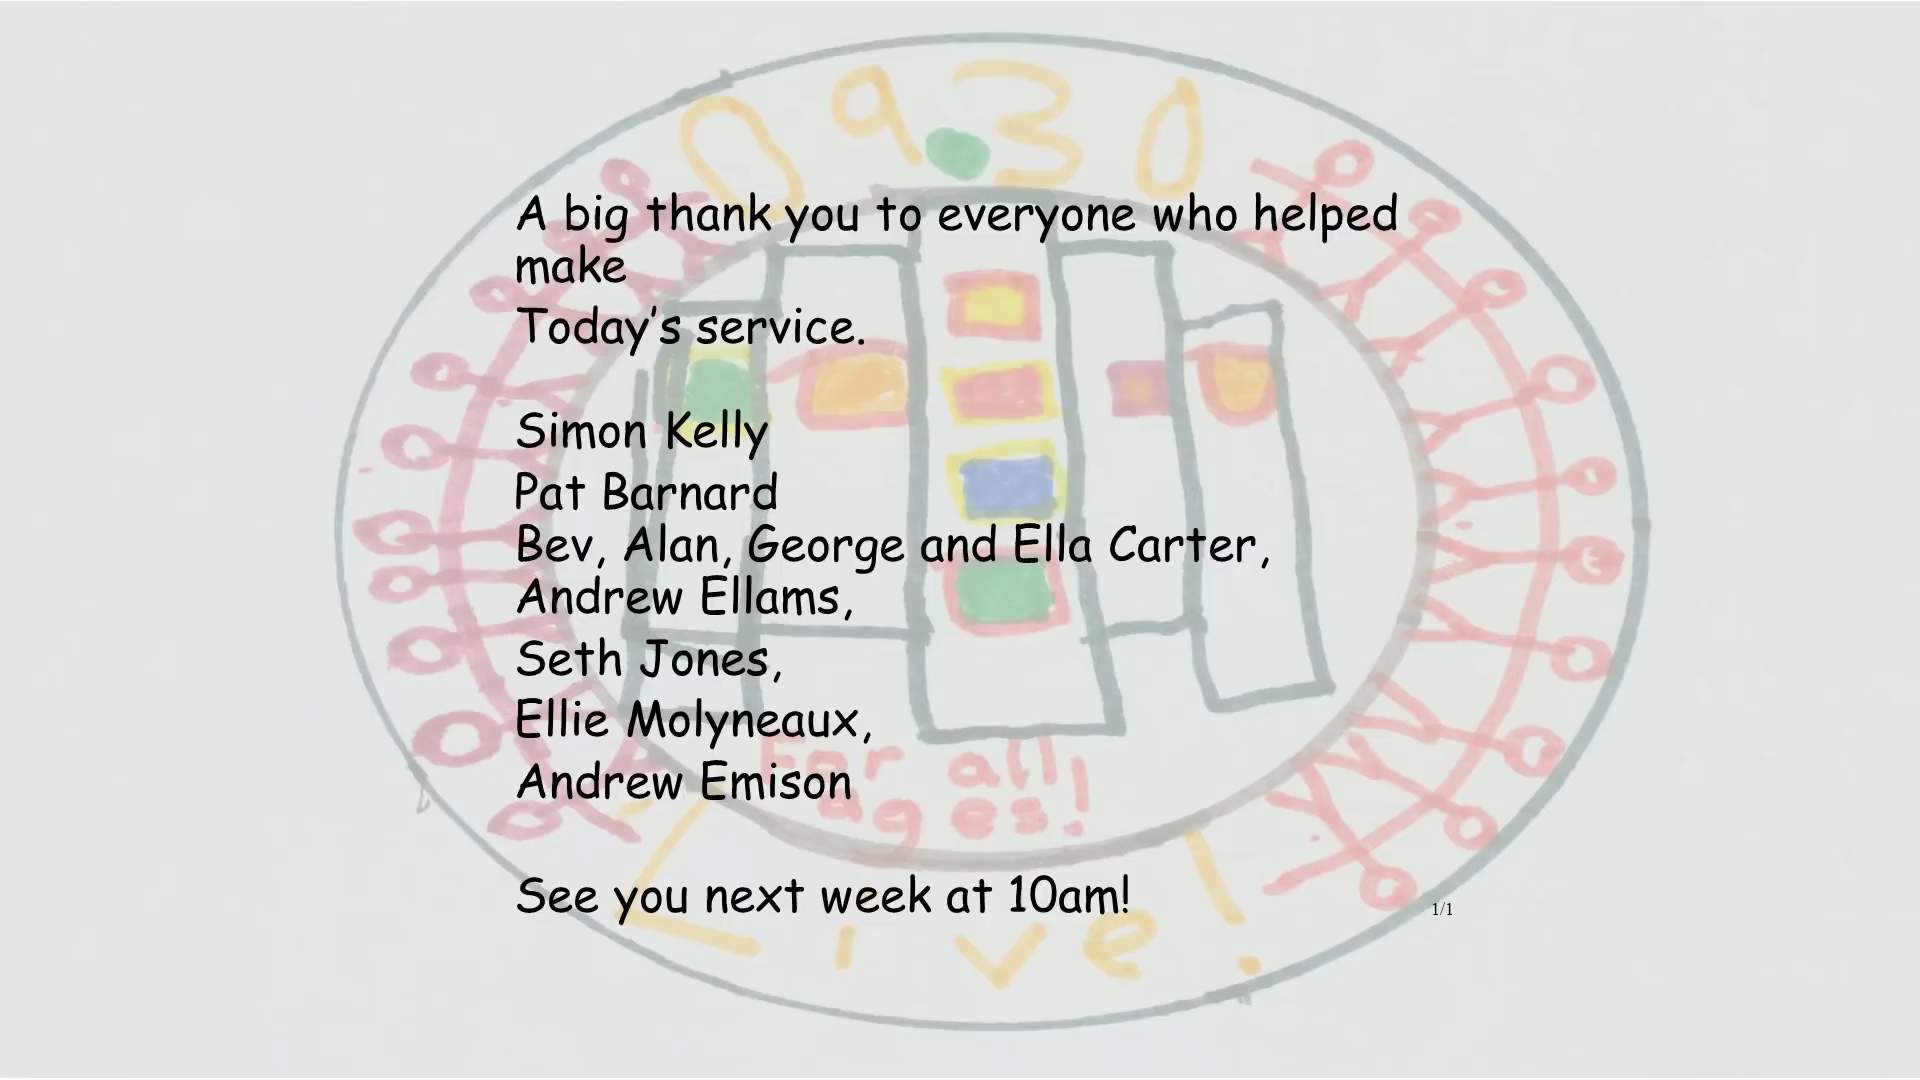 09.30
A big thank you to everyone who helped
make
Today’s service.
Simon Kelly
Pat Barnard
Bev, Alan, George and Ella Carter,
Andrew Ellams,
Seth Jones,
Ellie Molyneaux,
Andrew Emison
For all
ages!
See you next week at 10am!
1/1
Live!